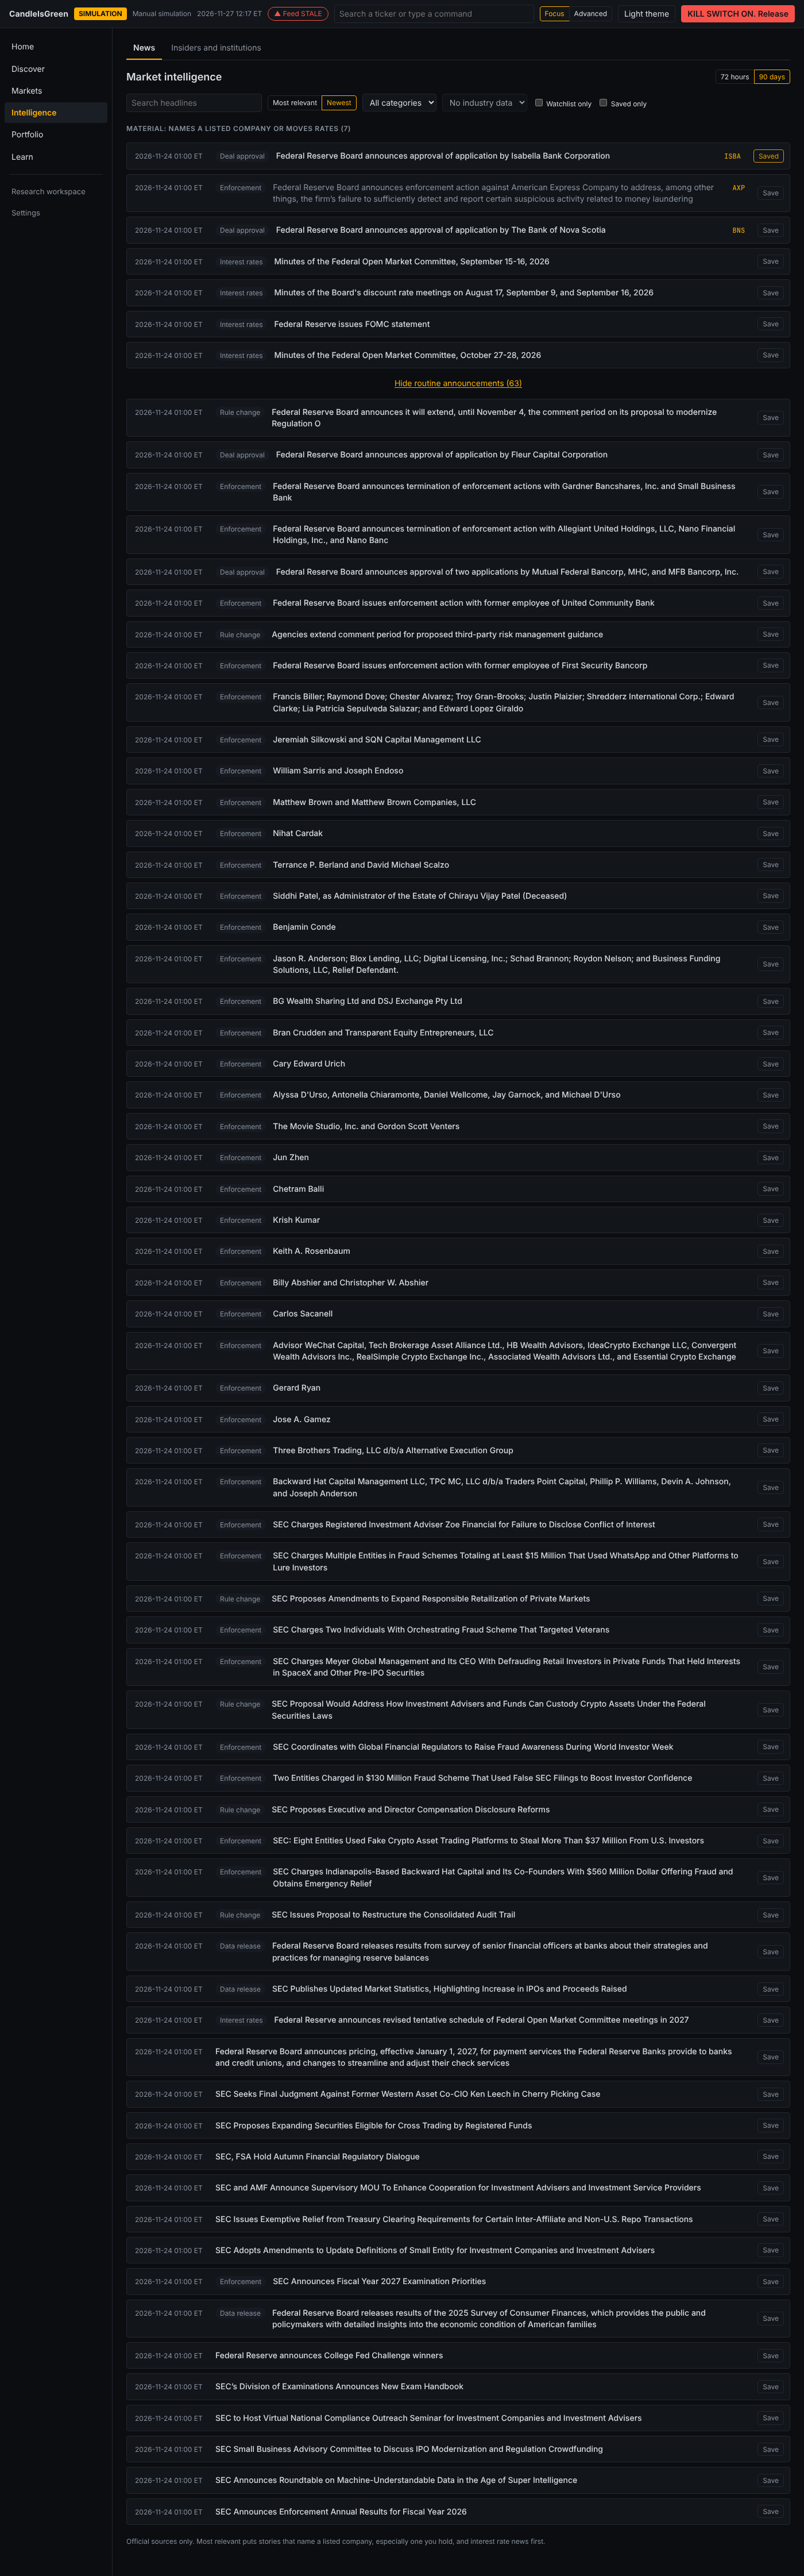 CandleIsGreen SIMULATION Manual simulation 2026-11-27 12:17 ET ▲ Feed STALE Search a ticker or type a command Focus Advanced Light theme KILL SWITCH ON. Release
Home
Discover
Markets
Intelligence
Portfolio
Learn
Research workspace
Settings
News Insiders and institutions
Market intelligence 72 hours 90 days
Search headlines Most relevant Newest All categories No industry data Watchlist only Saved only
MATERIAL: NAMES A LISTED COMPANY OR MOVES RATES (7)
2026-11-24 01:00 ET Deal approval Federal Reserve Board announces approval of application by Isabella Bank Corporation ISBA Saved
2026-11-24 01:00 ET Enforcement Federal Reserve Board announces enforcement action against American Express Company to address, among other AXP Save
things, the firm's failure to sufficiently detect and report certain suspicious activity related to money laundering
2026-11-24 01:00 ET Deal approval Federal Reserve Board announces approval of application by The Bank of Nova Scotia BNS Save
2026-11-24 01:00 ET Interest rates Minutes of the Federal Open Market Committee, September 15-16, 2026 Save
2026-11-24 01:00 ET Interest rates Minutes of the Board's discount rate meetings on August 17, September 9, and September 16, 2026 Save
2026-11-24 01:00 ET Interest rates Federal Reserve issues FOMC statement Save
2026-11-24 01:00 ET Interest rates Minutes of the Federal Open Market Committee, October 27-28, 2026 Save
Hide routine announcements (63)
2026-11-24 01:00 ET Rule change Federal Reserve Board announces it will extend, until November 4, the comment period on its proposal to modernize Save
Regulation O
2026-11-24 01:00 ET Deal approval Federal Reserve Board announces approval of application by Fleur Capital Corporation Save
2026-11-24 01:00 ET Enforcement Federal Reserve Board announces termination of enforcement actions with Gardner Bancshares, Inc. and Small Business Save
Bank
2026-11-24 01:00 ET Enforcement Federal Reserve Board announces termination of enforcement action with Allegiant United Holdings, LLC, Nano Financial Save
Holdings, Inc., and Nano Banc
2026-11-24 01:00 ET Deal approval Federal Reserve Board announces approval of two applications by Mutual Federal Bancorp, MHC, and MFB Bancorp, Inc. Save
2026-11-24 01:00 ET Enforcement Federal Reserve Board issues enforcement action with former employee of United Community Bank Save
2026-11-24 01:00 ET Rule change Agencies extend comment period for proposed third-party risk management guidance Save
2026-11-24 01:00 ET Enforcement Federal Reserve Board issues enforcement action with former employee of First Security Bancorp Save
2026-11-24 01:00 ET Enforcement Francis Biller; Raymond Dove; Chester Alvarez; Troy Gran-Brooks; Justin Plaizier; Shredderz International Corp.; Edward Save
Clarke; Lia Patricia Sepulveda Salazar; and Edward Lopez Giraldo
2026-11-24 01:00 ET Enforcement Jeremiah Silkowski and SQN Capital Management LLC Save
2026-11-24 01:00 ET Enforcement William Sarris and Joseph Endoso Save
2026-11-24 01:00 ET Enforcement Matthew Brown and Matthew Brown Companies, LLC Save
2026-11-24 01:00 ET Enforcement Nihat Cardak Save
2026-11-24 01:00 ET Enforcement Terrance P. Berland and David Michael Scalzo Save
2026-11-24 01:00 ET Enforcement Siddhi Patel, as Administrator of the Estate of Chirayu Vijay Patel (Deceased) Save
2026-11-24 01:00 ET Enforcement Benjamin Conde Save
2026-11-24 01:00 ET Enforcement Jason R. Anderson; Blox Lending, LLC; Digital Licensing, Inc.; Schad Brannon; Roydon Nelson; and Business Funding Save
Solutions, LLC, Relief Defendant.
2026-11-24 01:00 ET Enforcement BG Wealth Sharing Ltd and DSJ Exchange Pty Ltd Save
2026-11-24 01:00 ET Enforcement Bran Crudden and Transparent Equity Entrepreneurs, LLC Save
2026-11-24 01:00 ET Enforcement Cary Edward Urich Save
2026-11-24 01:00 ET Enforcement Alyssa D'Urso, Antonella Chiaramonte, Daniel Wellcome, Jay Garnock, and Michael D'Urso Save
2026-11-24 01:00 ET Enforcement The Movie Studio, Inc. and Gordon Scott Venters Save
2026-11-24 01:00 ET Enforcement Jun Zhen Save
2026-11-24 01:00 ET Enforcement Chetram Balli Save
2026-11-24 01:00 ET Enforcement Krish Kumar Save
2026-11-24 01:00 ET Enforcement Keith A. Rosenbaum Save
2026-11-24 01:00 ET Enforcement Billy Abshier and Christopher W. Abshier Save
2026-11-24 01:00 ET Enforcement Carlos Sacanell Save
2026-11-24 01:00 ET Enforcement Advisor WeChat Capital, Tech Brokerage Asset Alliance Ltd., HB Wealth Advisors, IdeaCrypto Exchange LLC, Convergent Save
Wealth Advisors Inc., RealSimple Crypto Exchange Inc., Associated Wealth Advisors Ltd., and Essential Crypto Exchange
2026-11-24 01:00 ET Enforcement Gerard Ryan Save
2026-11-24 01:00 ET Enforcement Jose A. Gamez Save
2026-11-24 01:00 ET Enforcement Three Brothers Trading, LLC d/b/a Alternative Execution Group Save
2026-11-24 01:00 ET Enforcement Backward Hat Capital Management LLC, TPC MC, LLC d/b/a Traders Point Capital, Phillip P. Williams, Devin A. Johnson, Save
and Joseph Anderson
2026-11-24 01:00 ET Enforcement SEC Charges Registered Investment Adviser Zoe Financial for Failure to Disclose Conflict of Interest Save
2026-11-24 01:00 ET Enforcement SEC Charges Multiple Entities in Fraud Schemes Totaling at Least $15 Million That Used WhatsApp and Other Platforms to Save
Lure Investors
2026-11-24 01:00 ET Rule change SEC Proposes Amendments to Expand Responsible Retailization of Private Markets Save
2026-11-24 01:00 ET Enforcement SEC Charges Two Individuals With Orchestrating Fraud Scheme That Targeted Veterans Save
2026-11-24 01:00 ET Enforcement SEC Charges Meyer Global Management and Its CEO With Defrauding Retail Investors in Private Funds That Held Interests Save
in SpaceX and Other Pre-IPO Securities
2026-11-24 01:00 ET Rule change SEC Proposal Would Address How Investment Advisers and Funds Can Custody Crypto Assets Under the Federal Save
Securities Laws
2026-11-24 01:00 ET Enforcement SEC Coordinates with Global Financial Regulators to Raise Fraud Awareness During World Investor Week Save
2026-11-24 01:00 ET Enforcement Two Entities Charged in $130 Million Fraud Scheme That Used False SEC Filings to Boost Investor Confidence Save
2026-11-24 01:00 ET Rule change SEC Proposes Executive and Director Compensation Disclosure Reforms Save
2026-11-24 01:00 ET Enforcement SEC: Eight Entities Used Fake Crypto Asset Trading Platforms to Steal More Than $37 Million From U.S. Investors Save
2026-11-24 01:00 ET Enforcement SEC Charges Indianapolis-Based Backward Hat Capital and Its Co-Founders With $560 Million Dollar Offering Fraud and Save
Obtains Emergency Relief
2026-11-24 01:00 ET Rule change SEC Issues Proposal to Restructure the Consolidated Audit Trail Save
2026-11-24 01:00 ET Data release Federal Reserve Board releases results from survey of senior financial officers at banks about their strategies and Save
practices for managing reserve balances
2026-11-24 01:00 ET Data release SEC Publishes Updated Market Statistics, Highlighting Increase in IPOs and Proceeds Raised Save
2026-11-24 01:00 ET Interest rates Federal Reserve announces revised tentative schedule of Federal Open Market Committee meetings in 2027 Save
2026-11-24 01:00 ET Federal Reserve Board announces pricing, effective January 1, 2027, for payment services the Federal Reserve Banks provide to banks Save
and credit unions, and changes to streamline and adjust their check services
2026-11-24 01:00 ET SEC Seeks Final Judgment Against Former Western Asset Co-CIO Ken Leech in Cherry Picking Case Save
2026-11-24 01:00 ET SEC Proposes Expanding Securities Eligible for Cross Trading by Registered Funds Save
2026-11-24 01:00 ET SEC, FSA Hold Autumn Financial Regulatory Dialogue Save
2026-11-24 01:00 ET SEC and AMF Announce Supervisory MOU To Enhance Cooperation for Investment Advisers and Investment Service Providers Save
2026-11-24 01:00 ET SEC Issues Exemptive Relief from Treasury Clearing Requirements for Certain Inter-Affiliate and Non-U.S. Repo Transactions Save
2026-11-24 01:00 ET SEC Adopts Amendments to Update Definitions of Small Entity for Investment Companies and Investment Advisers Save
2026-11-24 01:00 ET Enforcement SEC Announces Fiscal Year 2027 Examination Priorities Save
2026-11-24 01:00 ET Data release Federal Reserve Board releases results of the 2025 Survey of Consumer Finances, which provides the public and Save
policymakers with detailed insights into the economic condition of American families
2026-11-24 01:00 ET Federal Reserve announces College Fed Challenge winners Save
2026-11-24 01:00 ET SEC's Division of Examinations Announces New Exam Handbook Save
2026-11-24 01:00 ET SEC to Host Virtual National Compliance Outreach Seminar for Investment Companies and Investment Advisers Save
2026-11-24 01:00 ET SEC Small Business Advisory Committee to Discuss IPO Modernization and Regulation Crowdfunding Save
2026-11-24 01:00 ET SEC Announces Roundtable on Machine-Understandable Data in the Age of Super Intelligence Save
2026-11-24 01:00 ET SEC Announces Enforcement Annual Results for Fiscal Year 2026 Save
Official sources only. Most relevant puts stories that name a listed company, especially one you hold, and interest rate news first.